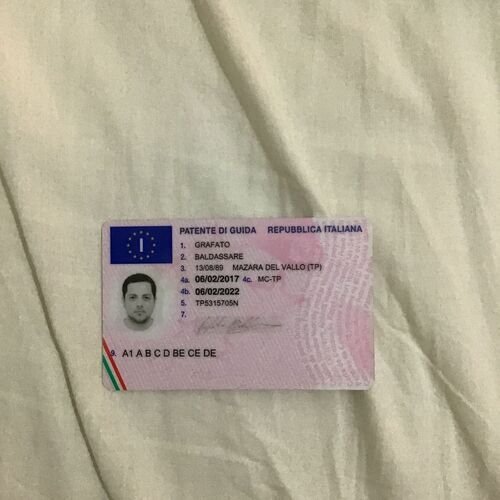 PATENTE DI GUIDA REPUBBLICA ITALIANA
I
1. GRAFATO
2. BALDASSARE
3. 13/08/89 MAZARA DEL VALLO (TP)
4a. 06/02/2017 4c. MC-TP
4b. 06/02/2022
5. TP5315705N
7.
9. A1 A B C D BE CE DE